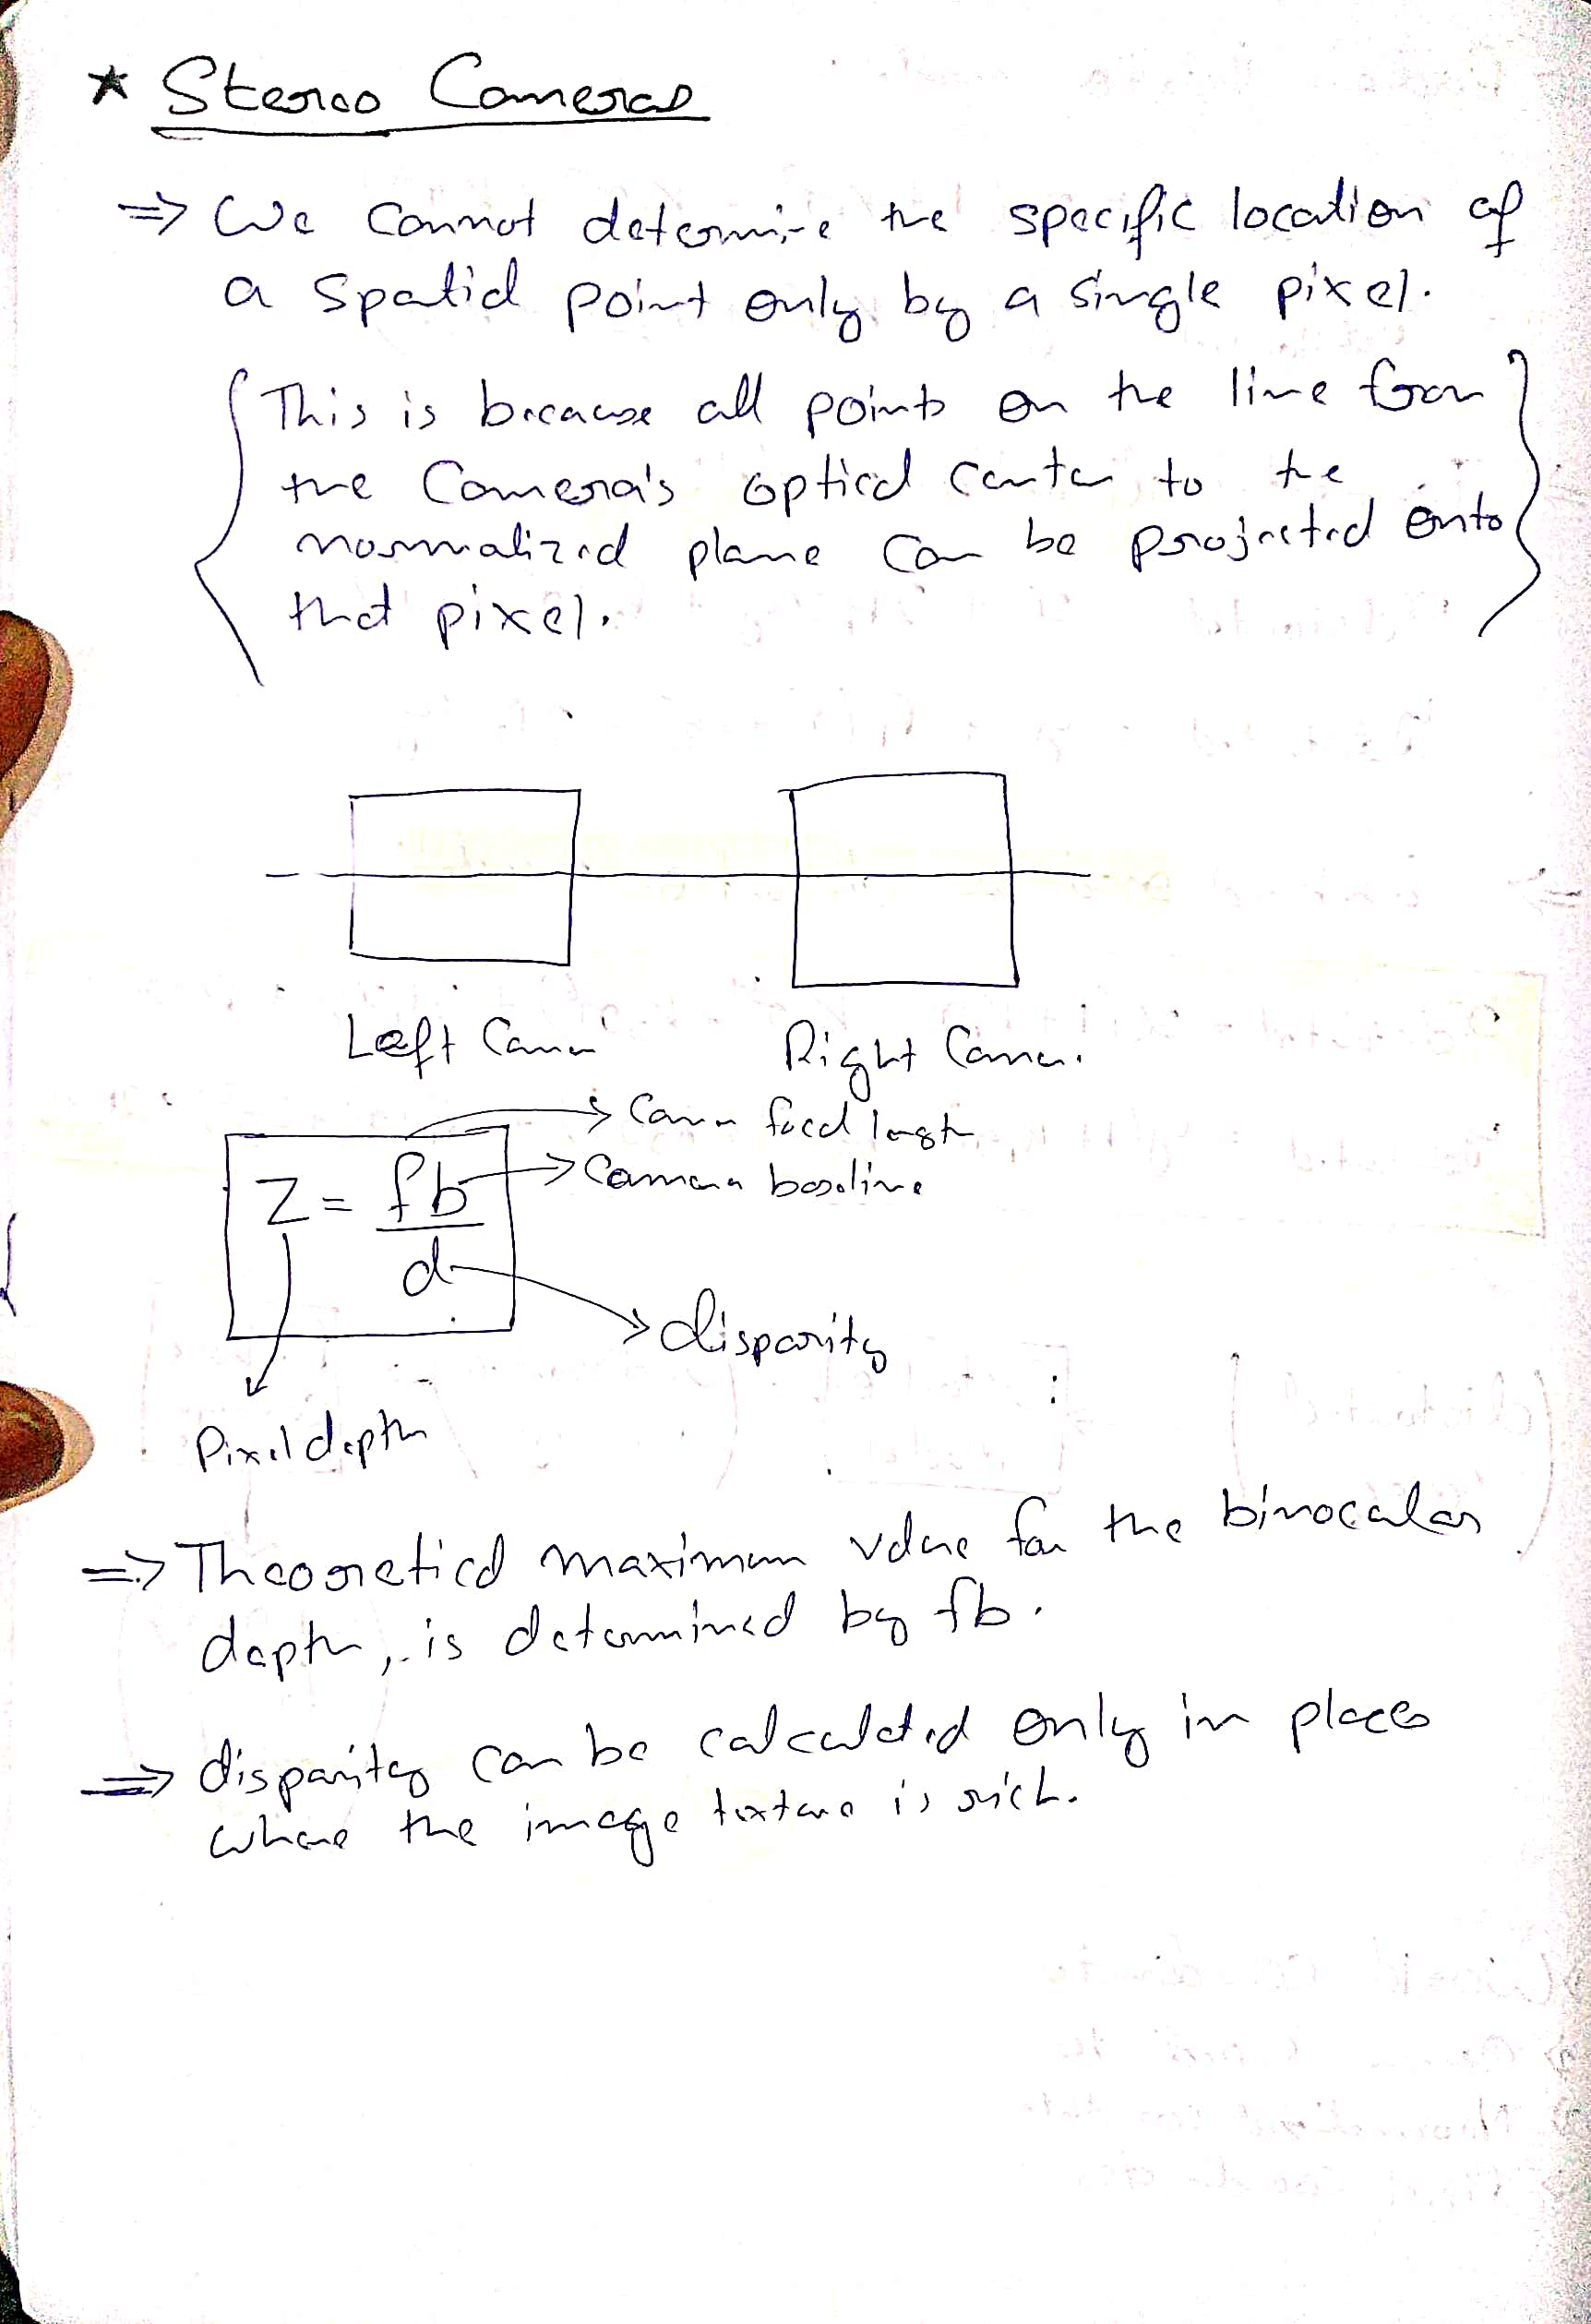 * Stereo Cameras
=> We cannot determine the specific location of
a spatial point only by a single pixel.
{ This is because all points on the line from }
the Camera's optical center to the
normalized plane can be projected onto
that pixel.
Left Camera
Right Camera
Camera focal length
Z = fb / d
Camera baseline
disparity
Pixel depth
=> Theoretical maximum value for the binocular
depth, is determined by fb.
=> disparity can be calculated only in places
where the image texture is rich.